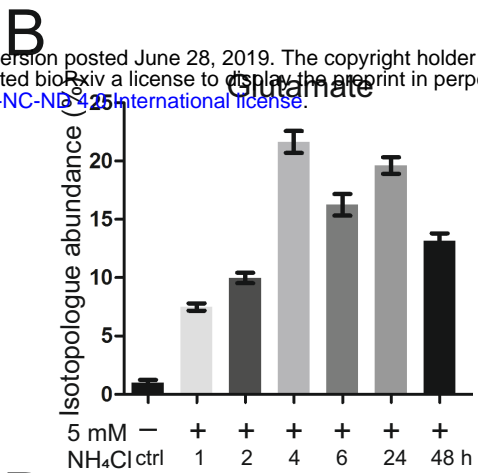 B
ersion posted June 28, 2019. The copyright holder
ted bioRxiv a license to display the preprint in perpe
-NC-ND 4.0 International license.
Glutamate
Isotopologue abundance (%)
25
20
15
10
5
0
5 mM − + + + + + +
NH₄Cl ctrl 1 2 4 6 24 48 h